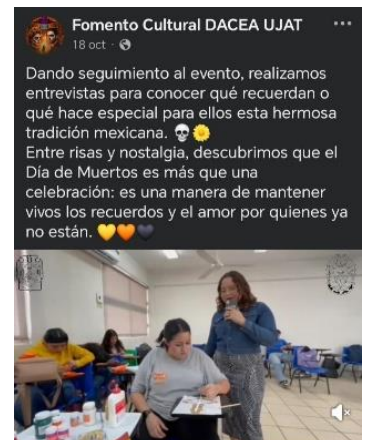 Fomento Cultural DACEA UJAT
18 oct ·
Dando seguimiento al evento, realizamos
entrevistas para conocer qué recuerdan o
qué hace especial para ellos esta hermosa
tradición mexicana. 💀🌼
Entre risas y nostalgia, descubrimos que el
Día de Muertos es más que una
celebración: es una manera de mantener
vivos los recuerdos y el amor por quienes ya
no están. 💛🧡🖤